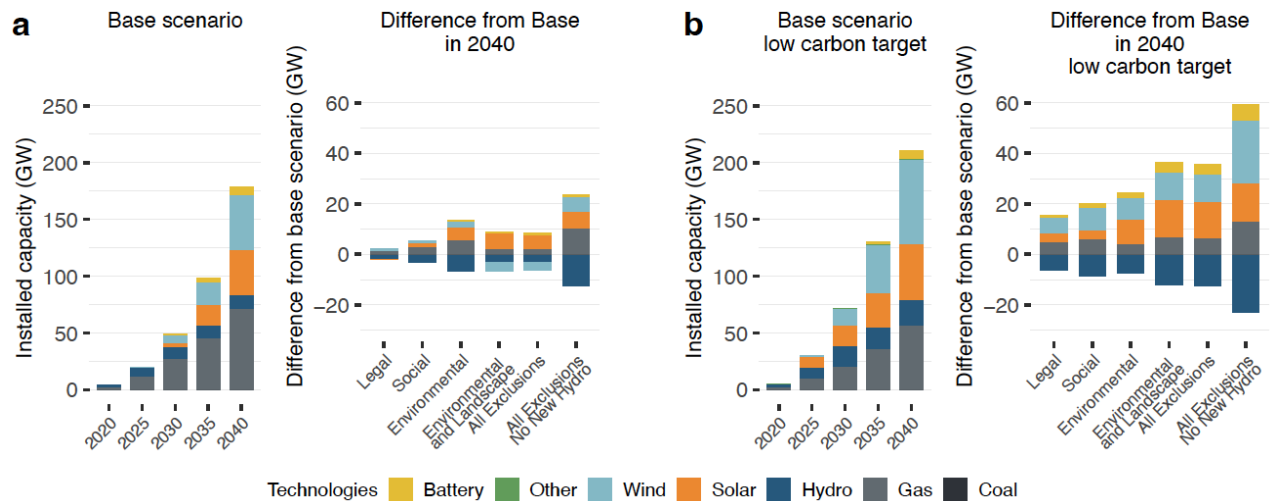 a
Base scenario
Installed capacity (GW)
250
200
150
100
50
0
2020
2025
2030
2035
2040
Difference from Base
in 2040
Difference from base scenario (GW)
60
40
20
0
−20
Legal
Social
Environmental
Environmental
and Landscape
All Exclusions
All Exclusions
No New Hydro
b
Base scenario
low carbon target
Installed capacity (GW)
250
200
150
100
50
0
2020
2025
2030
2035
2040
Difference from Base
in 2040
low carbon target
Difference from base scenario (GW)
60
40
20
0
−20
Legal
Social
Environmental
Environmental
and Landscape
All Exclusions
All Exclusions
No New Hydro
Technologies Battery Other Wind Solar Hydro Gas Coal